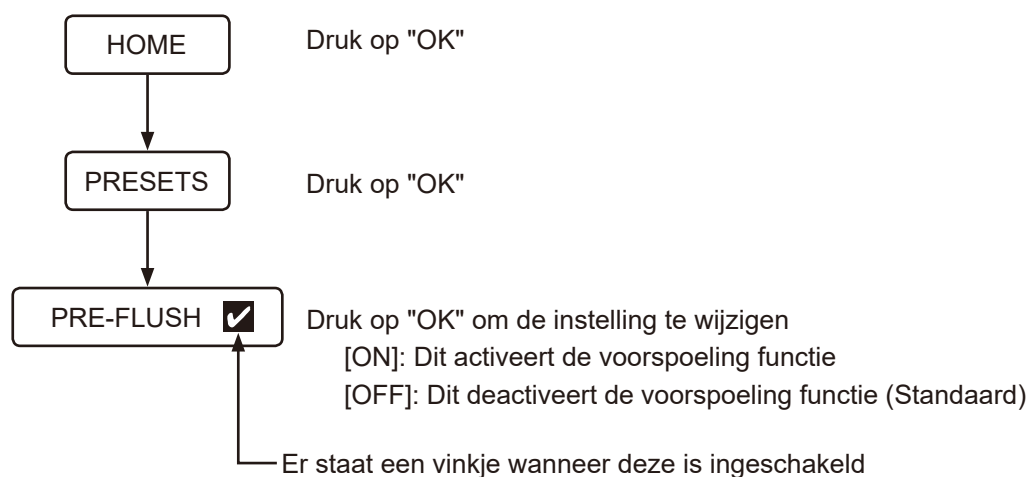 HOME
Druk op "OK"
PRESETS
Druk op "OK"
PRE-FLUSH ✔
Druk op "OK" om de instelling te wijzigen
[ON]: Dit activeert de voorspoeling functie
[OFF]: Dit deactiveert de voorspoeling functie (Standaard)
Er staat een vinkje wanneer deze is ingeschakeld